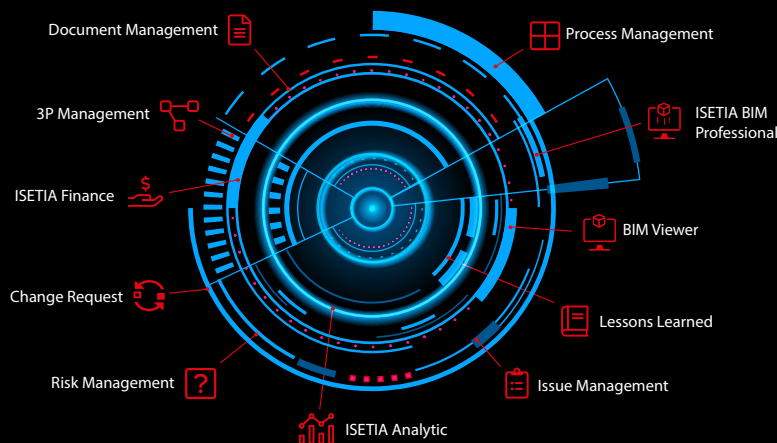 Document Management
Process Management
3P Management
ISETIA BIM
Professional
ISETIA Finance
$
BIM Viewer
Change Request
Lessons Learned
Risk Management
?
Issue Management
ISETIA Analytic